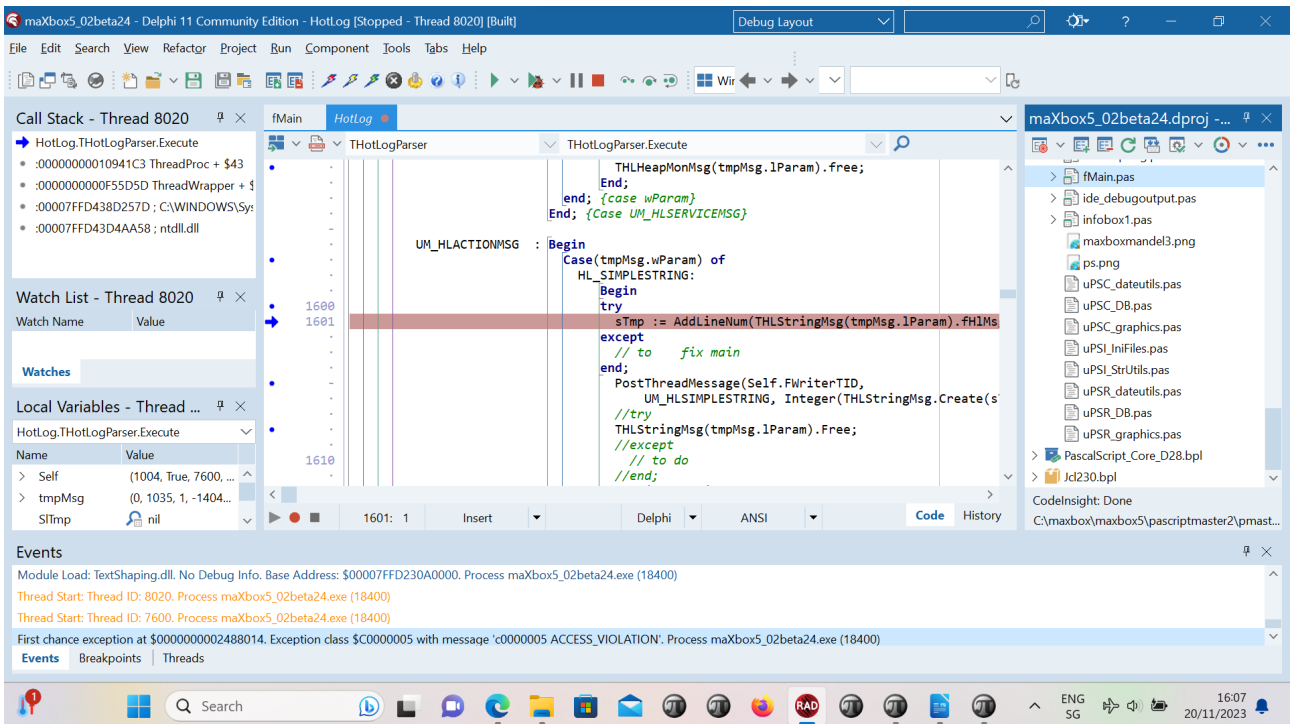 maXbox5_02beta24 - Delphi 11 Community Edition - HotLog [Stopped - Thread 8020] [Built]
Debug Layout
?
File Edit Search View Refactor Project Run Component Tools Tabs Help
Wir
Call Stack - Thread 8020
HotLog.THotLogParser.Execute
:00000000010941C3 ThreadProc + $43
:0000000000F55D5D ThreadWrapper + $
:00007FFD438D257D ; C:\WINDOWS\Sys
:00007FFD43D4AA58 ; ntdll.dll
Watch List - Thread 8020
Watch Name Value
Watches
Local Variables - Thread ...
HotLog.THotLogParser.Execute
Name Value
Self (1004, True, 7600, ...
tmpMsg (0, 1035, 1, -1404...
SlTmp nil
fMain HotLog
THotLogParser THotLogParser.Execute
THLHeapMonMsg(tmpMsg.lParam).free;
End;
end; {case wParam}
End; {Case UM_HLSERVICEMSG}
UM_HLACTIONMSG : Begin
Case(tmpMsg.wParam) of
HL_SIMPLESTRING:
Begin
1600 try
1601 sTmp := AddLineNum(THLStringMsg(tmpMsg.lParam).fHlMs
except
// to fix main
end;
PostThreadMessage(Self.FWriterTID,
UM_HLSIMPLESTRING, Integer(THLStringMsg.Create(s
//try
THLStringMsg(tmpMsg.lParam).Free;
//except
1610 // to do
//end;
1601: 1 Insert Delphi ANSI Code History
maXbox5_02beta24.dproj -...
fMain.pas
ide_debugoutput.pas
infobox1.pas
maxboxmandel3.png
ps.png
uPSC_dateutils.pas
uPSC_DB.pas
uPSC_graphics.pas
uPSI_IniFiles.pas
uPSI_StrUtils.pas
uPSR_dateutils.pas
uPSR_DB.pas
uPSR_graphics.pas
PascalScript_Core_D28.bpl
Jcl230.bpl
CodeInsight: Done
C:\maxbox\maxbox5\pascriptmaster2\pmast...
Events
Module Load: TextShaping.dll. No Debug Info. Base Address: $00007FFD230A0000. Process maXbox5_02beta24.exe (18400)
Thread Start: Thread ID: 8020. Process maXbox5_02beta24.exe (18400)
Thread Start: Thread ID: 7600. Process maXbox5_02beta24.exe (18400)
First chance exception at $0000000002488014. Exception class $C0000005 with message 'c0000005 ACCESS_VIOLATION'. Process maXbox5_02beta24.exe (18400)
Events Breakpoints Threads
1
Search
RAD
ENG
SG
16:07
20/11/2023